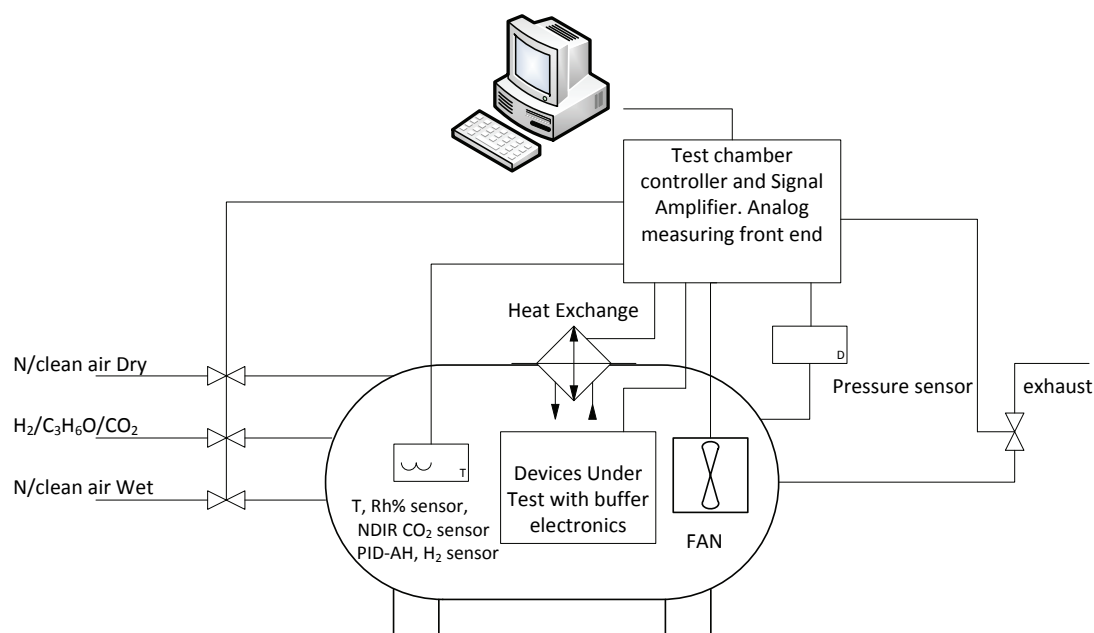 Test chamber
controller and Signal
Amplifier. Analog
measuring front end
Heat Exchange
N/clean air Dry
D
Pressure sensor
exhaust
H₂/C₃H₆O/CO₂
T
N/clean air Wet
Devices Under
Test with buffer
electronics
T, Rh% sensor,
NDIR CO₂ sensor
PID-AH, H₂ sensor
FAN